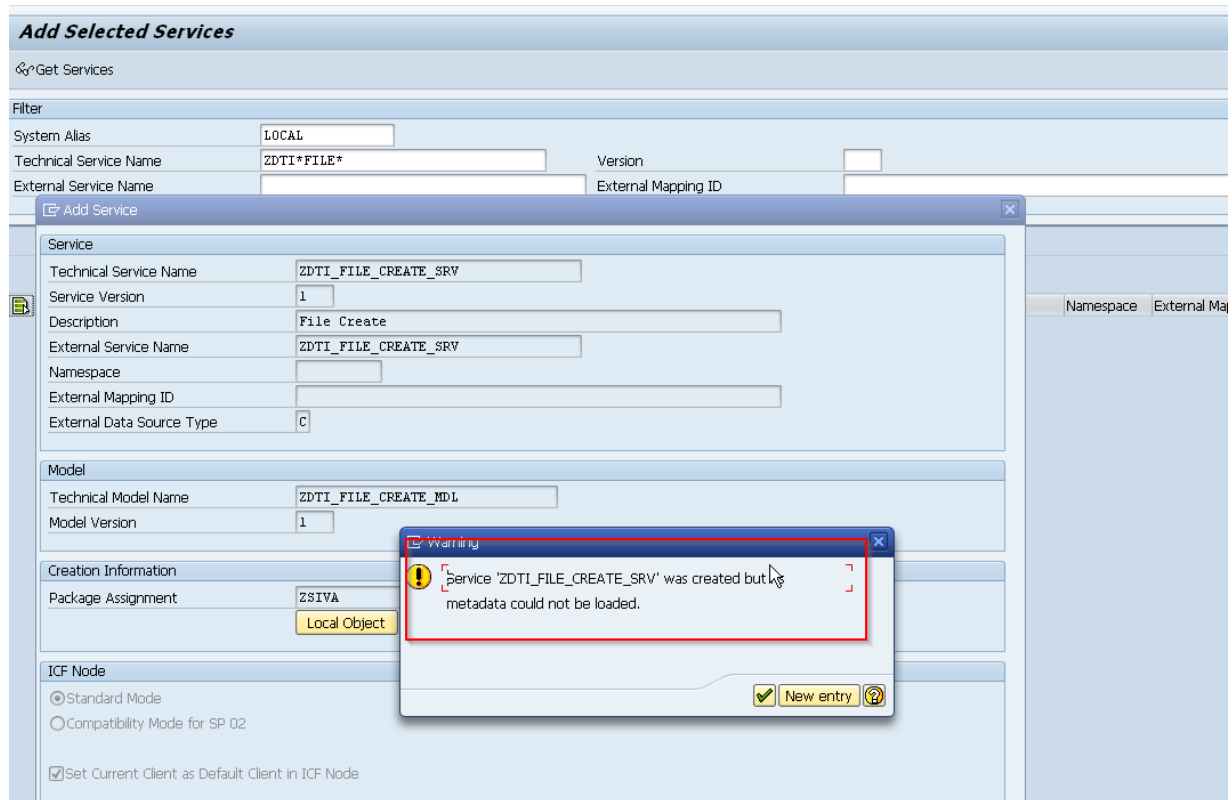 Add Selected Services
Get Services
Filter
System Alias LOCAL
Technical Service Name ZDTI*FILE* Version
External Service Name External Mapping ID
Add Service
Service
Technical Service Name ZDTI_FILE_CREATE_SRV
Service Version 1
Description File Create
External Service Name ZDTI_FILE_CREATE_SRV
Namespace
External Mapping ID
External Data Source Type C
Namespace External Ma
Model
Technical Model Name ZDTI_FILE_CREATE_MDL
Model Version 1
Creation Information
Package Assignment ZSIVA
Local Object
Warning
Service 'ZDTI_FILE_CREATE_SRV' was created but
metadata could not be loaded.
New entry
ICF Node
Standard Mode
Compatibility Mode for SP 02
Set Current Client as Default Client in ICF Node